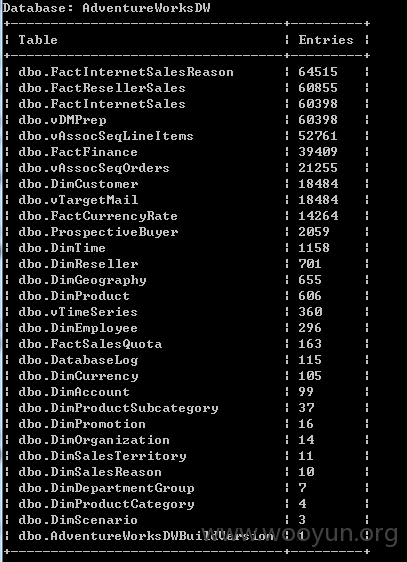 Database: AdventureWorksDW
+--------------------------------+---------+
¦ Table ¦ Entries ¦
+--------------------------------+---------+
¦ dbo.FactInternetSalesReason ¦ 64515 ¦
¦ dbo.FactResellerSales ¦ 60855 ¦
¦ dbo.FactInternetSales ¦ 60398 ¦
¦ dbo.vDMPrep ¦ 60398 ¦
¦ dbo.vAssocSeqLineItems ¦ 52761 ¦
¦ dbo.FactFinance ¦ 39409 ¦
¦ dbo.vAssocSeqOrders ¦ 21255 ¦
¦ dbo.DimCustomer ¦ 18484 ¦
¦ dbo.vTargetMail ¦ 18484 ¦
¦ dbo.FactCurrencyRate ¦ 14264 ¦
¦ dbo.ProspectiveBuyer ¦ 2059 ¦
¦ dbo.DimTime ¦ 1158 ¦
¦ dbo.DimReseller ¦ 701 ¦
¦ dbo.DimGeography ¦ 655 ¦
¦ dbo.DimProduct ¦ 606 ¦
¦ dbo.vTimeSeries ¦ 360 ¦
¦ dbo.DimEmployee ¦ 296 ¦
¦ dbo.FactSalesQuota ¦ 163 ¦
¦ dbo.DatabaseLog ¦ 115 ¦
¦ dbo.DimCurrency ¦ 105 ¦
¦ dbo.DimAccount ¦ 99 ¦
¦ dbo.DimProductSubcategory ¦ 37 ¦
¦ dbo.DimPromotion ¦ 16 ¦
¦ dbo.DimOrganization ¦ 14 ¦
¦ dbo.DimSalesTerritory ¦ 11 ¦
¦ dbo.DimSalesReason ¦ 10 ¦
¦ dbo.DimDepartmentGroup ¦ 7 ¦
¦ dbo.DimProductCategory ¦ 4 ¦
¦ dbo.DimScenario ¦ 3 ¦
¦ dbo.AdventureWorksDWBuildVersion ¦ 1 ¦
+--------------------------------+---------+
www.wooyun.org